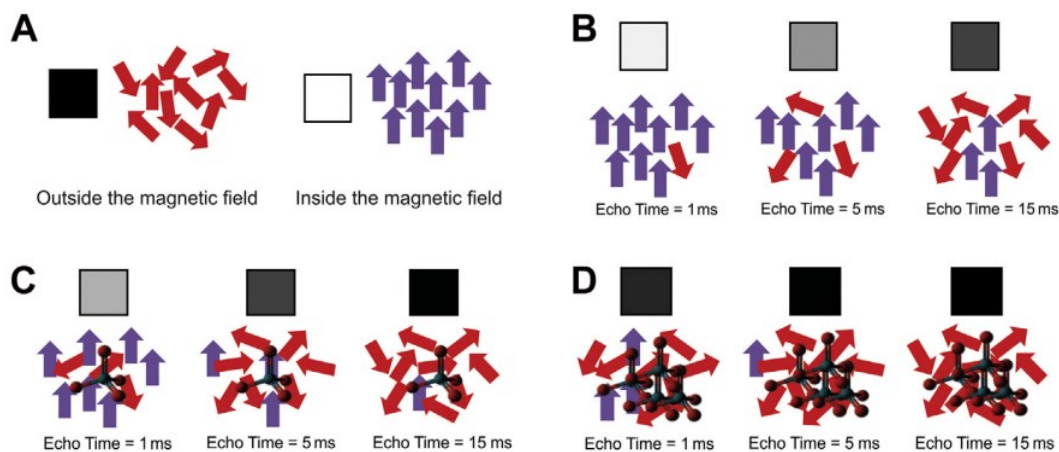 A
Outside the magnetic field
Inside the magnetic field
B
Echo Time = 1 ms
Echo Time = 5 ms
Echo Time = 15 ms
C
Echo Time = 1 ms
Echo Time = 5 ms
Echo Time = 15 ms
D
Echo Time = 1 ms
Echo Time = 5 ms
Echo Time = 15 ms